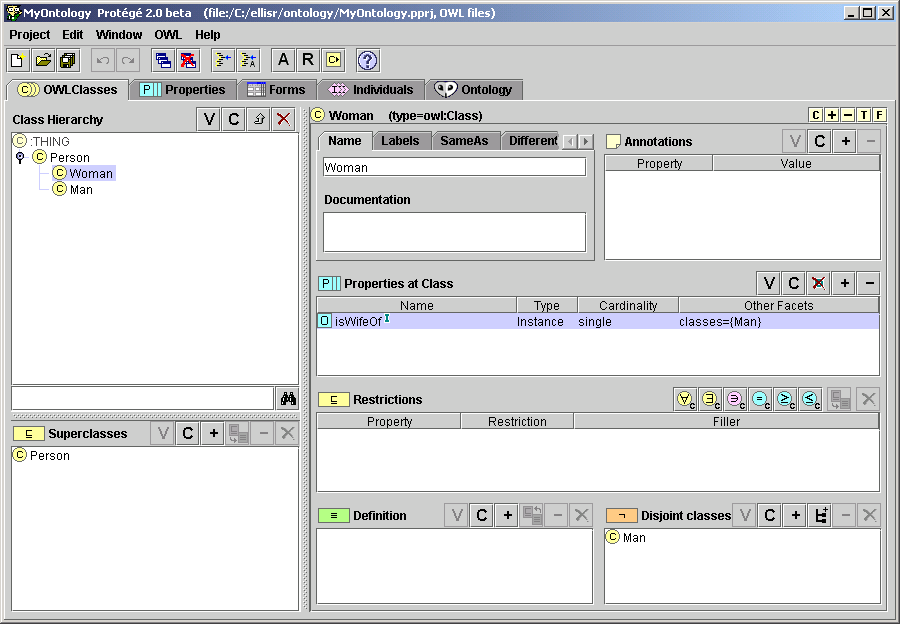 MyOntology Protégé 2.0 beta (file:/C:/ellisr/ontology/MyOntology.pprj, OWL files)
Project Edit Window OWL Help
A R ?
OWLClasses Properties Forms Individuals Ontology
Class Hierarchy V C
C :THING
C Person
C Woman
C Man
Superclasses V C + −
C Person
C Woman (type=owl:Class) C + − T F
Name Labels SameAs Different
Woman
Documentation
Annotations V C + −
Property Value
Properties at Class V C + −
Name Type Cardinality Other Facets
O isWifeOf I Instance single classes={Man}
⊑ Restrictions ∀C ∃C ∋C =C ≥C ≤C
Property Restriction Filler
≡ Definition V C + −
¬ Disjoint classes V C + −
C Man